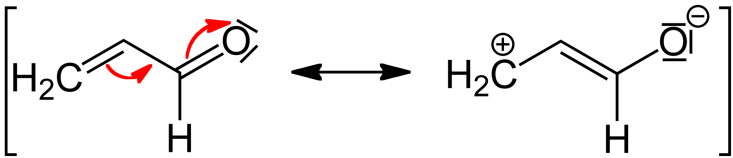 H₂C O H
H₂C ⊕ O ⊖ H